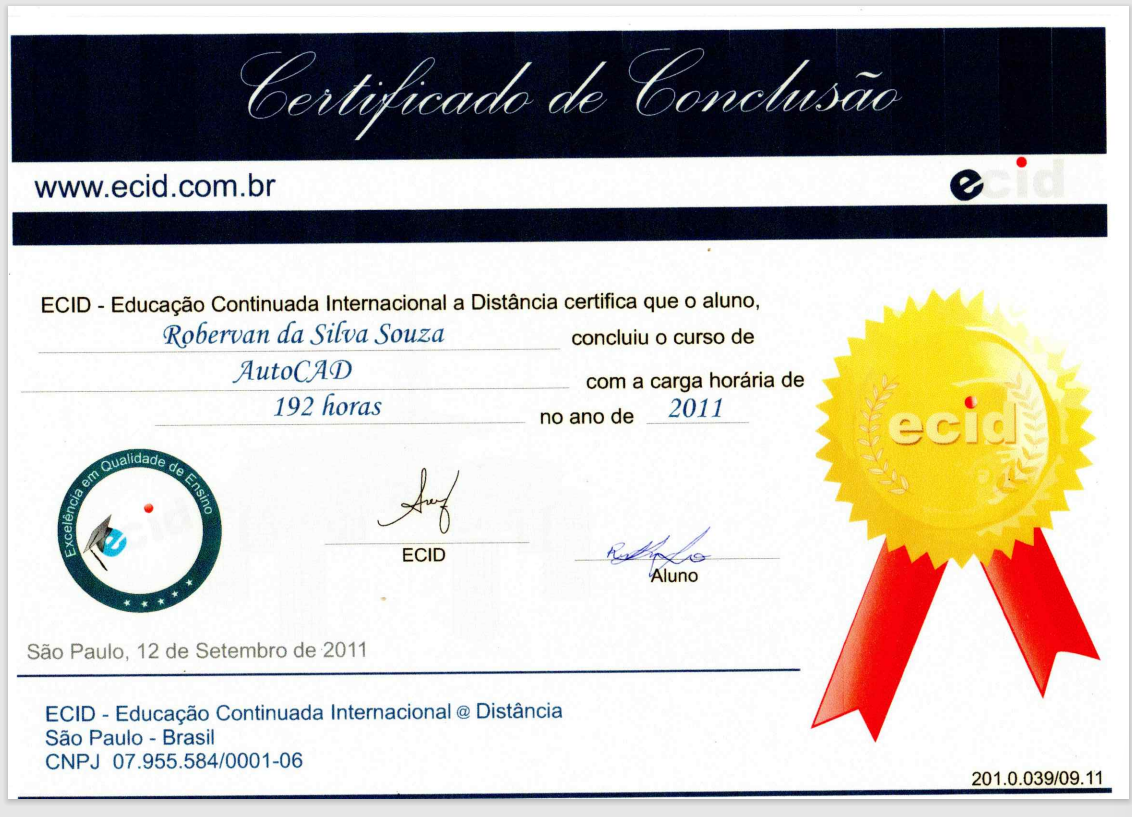 Certificado de Conclusão
www.ecid.com.br
ecid
ECID - Educação Continuada Internacional a Distância certifica que o aluno,
Robervan da Silva Souza concluiu o curso de
AutoCAD com a carga horária de
192 horas no ano de 2011
ecid
Excelência em Qualidade de Ensino
ecid
ECID
Aluno
São Paulo, 12 de Setembro de 2011
ECID - Educação Continuada Internacional @ Distância
São Paulo - Brasil
CNPJ 07.955.584/0001-06
201.0.039/09.11